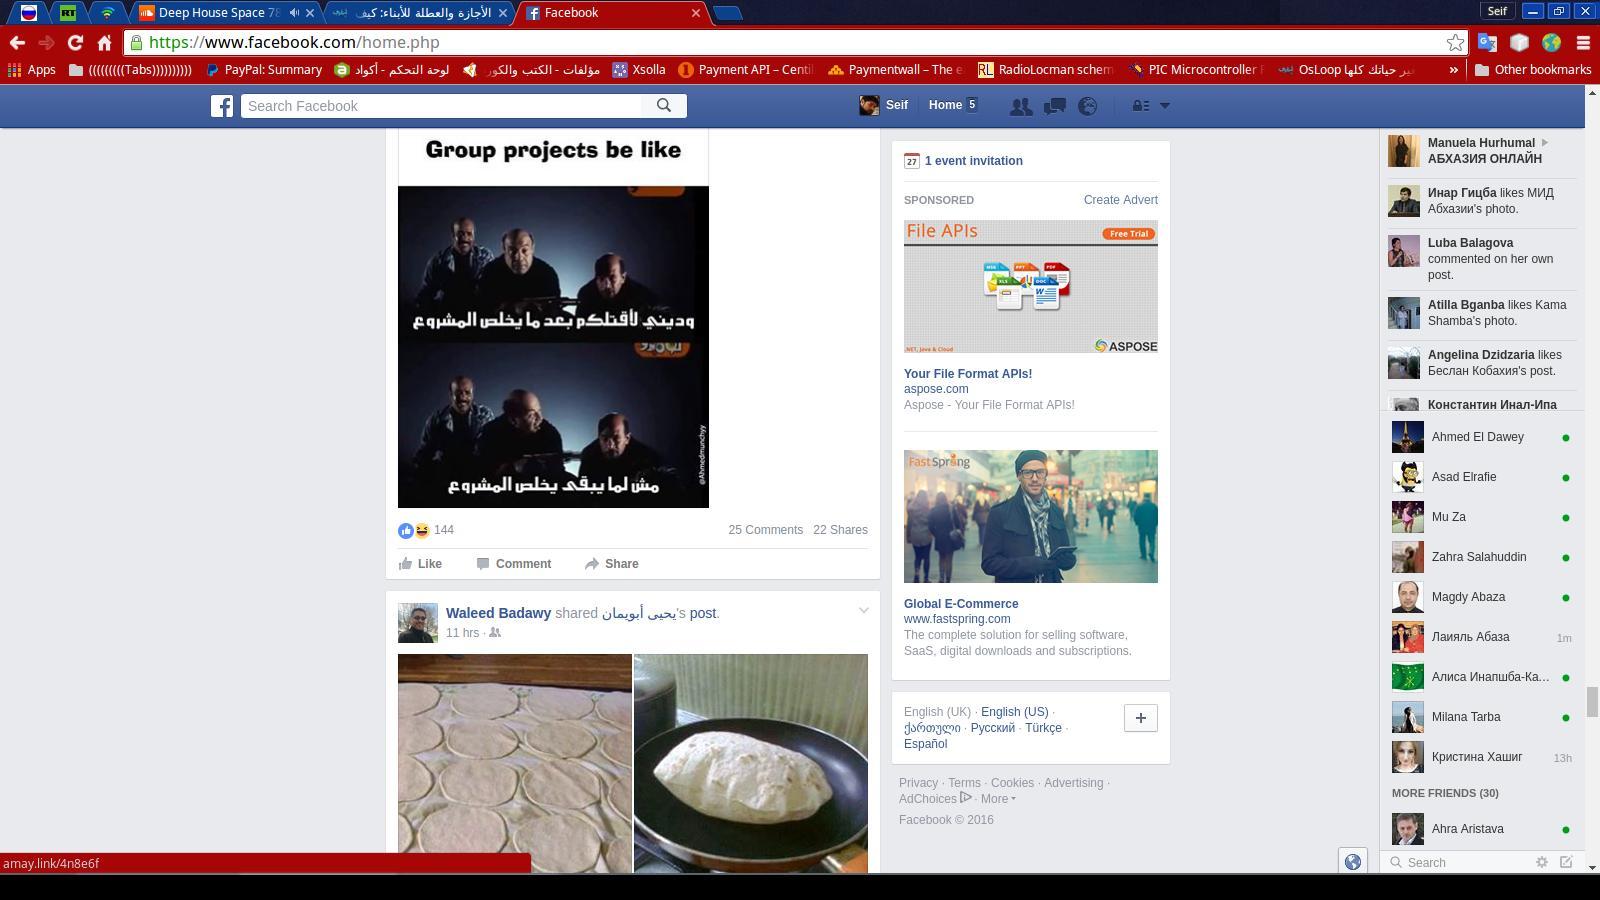 Deep House Space 78
الأجازة والعطلة للأبناء: كيف
Facebook
Seif
https://www.facebook.com/home.php
Apps
(((((((((Tabs))))))))))
PayPal: Summary
لوحة التحكم - أكواد
مؤلفات - الكتب والكور
Xsolla
Payment API – Centi
Paymentwall – The e
RadioLocman schem
PIC Microcontroller
OsLoop غير حياتك كلها
»
Other bookmarks
Search Facebook
Seif
Home 5
Group projects be like
وديني لأقتلكم بعد ما يخلص المشروع
مش لما يبقى يخلص المشروع
@Ahmedmunchyy
144
25 Comments 22 Shares
Like Comment Share
Waleed Badawy shared يحيى أبويمان's post.
11 hrs ·
27 1 event invitation
SPONSORED Create Advert
File APIs
Free Trial
.NET, Java & Cloud
ASPOSE
Your File Format APIs!
aspose.com
Aspose - Your File Format APIs!
FastSpring
Global E-Commerce
www.fastspring.com
The complete solution for selling software,
SaaS, digital downloads and subscriptions.
English (UK) · English (US) ·
ქართული · Русский · Türkçe ·
Español
Privacy · Terms · Cookies · Advertising ·
AdChoices · More
Facebook © 2016
Manuela Hurhumal
АБХАЗИЯ ОНЛАЙН
Инар Гицба likes МИД
Абхазии's photo.
Luba Balagova
commented on her own
post.
Atilla Bganba likes Kama
Shamba's photo.
Angelina Dzidzaria likes
Беслан Кобахия's post.
Константин Инал-Ипа
Ahmed El Dawey
Asad Elrafie
Mu Za
Zahra Salahuddin
Magdy Abaza
Лаияль Абаза 1m
Алиса Инапшба-Ка...
Milana Tarba
Кристина Хашиг 13h
MORE FRIENDS (30)
Ahra Aristava
Search
amay.link/4n8e6f